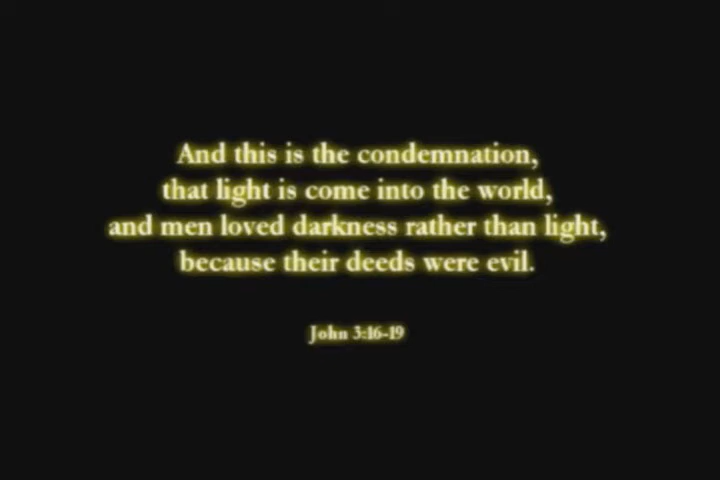 And this is the condemnation,
that light is come into the world,
and men loved darkness rather than light,
because their deeds were evil.
John 3:16-19